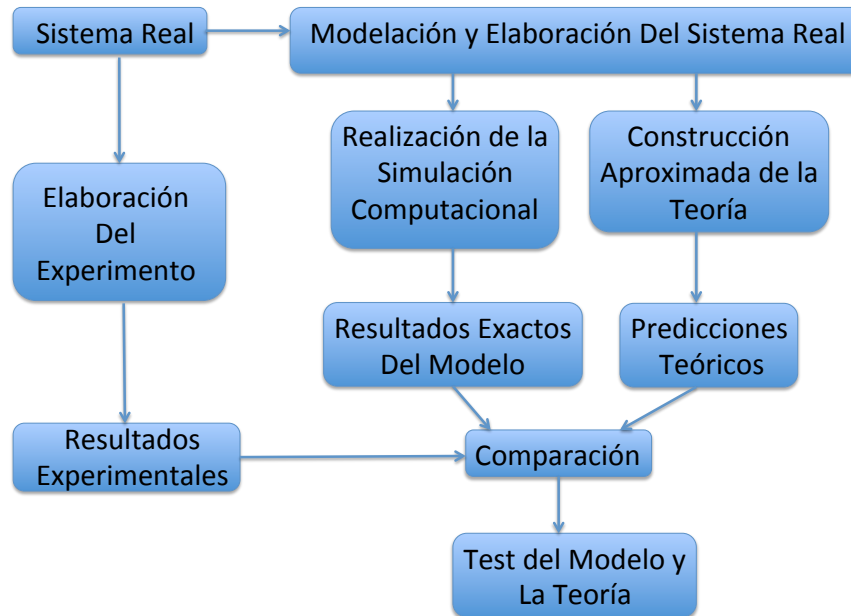 Sistema Real
Modelación y Elaboración Del Sistema Real
Realización de la
Simulación
Computacional
Construcción
Aproximada de la
Teoría
Elaboración
Del
Experimento
Resultados Exactos
Del Modelo
Predicciones
Teóricos
Resultados
Experimentales
Comparación
Test del Modelo y
La Teoría